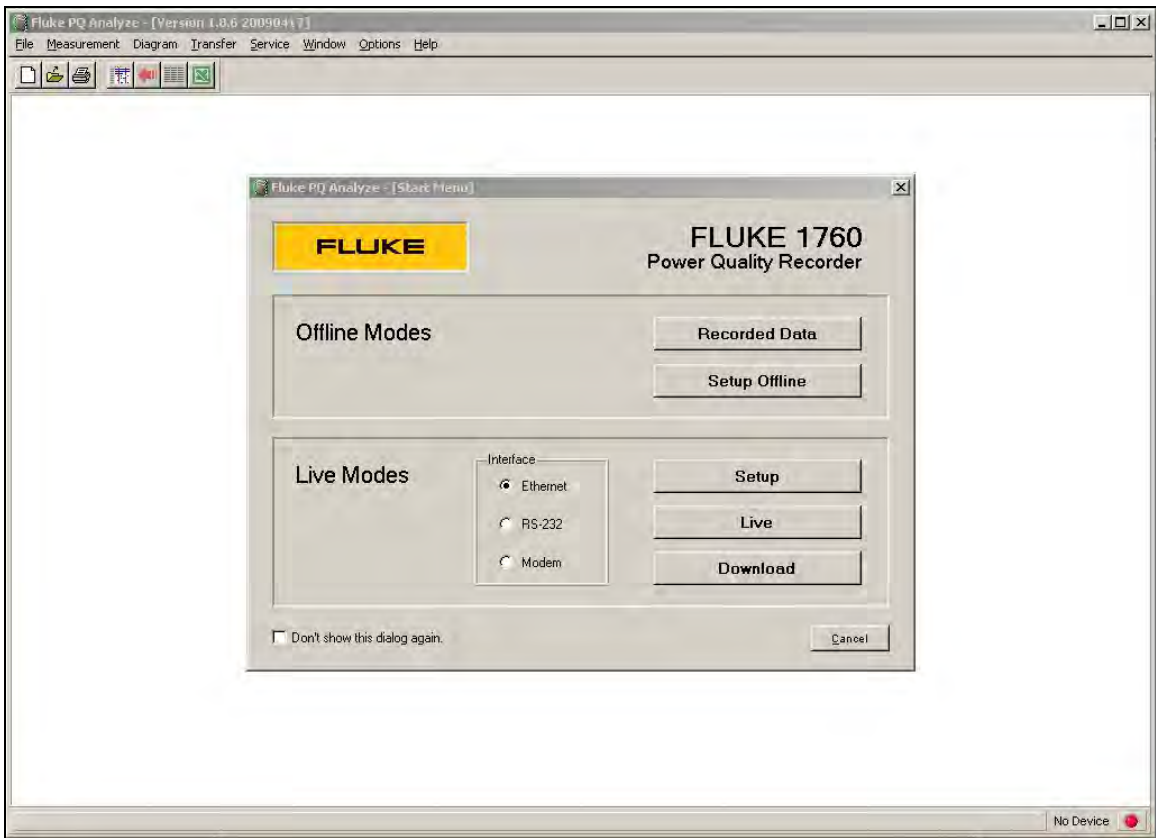 Fluke PQ Analyze - [Version 1.8.6 20090417]
File Measurement Diagram Transfer Service Window Options Help
Fluke PQ Analyze - [Start Menu]
FLUKE
FLUKE 1760
Power Quality Recorder
Offline Modes
Recorded Data
Setup Offline
Live Modes
Interface
Ethernet
RS-232
Modem
Setup
Live
Download
Don't show this dialog again.
Cancel
No Device